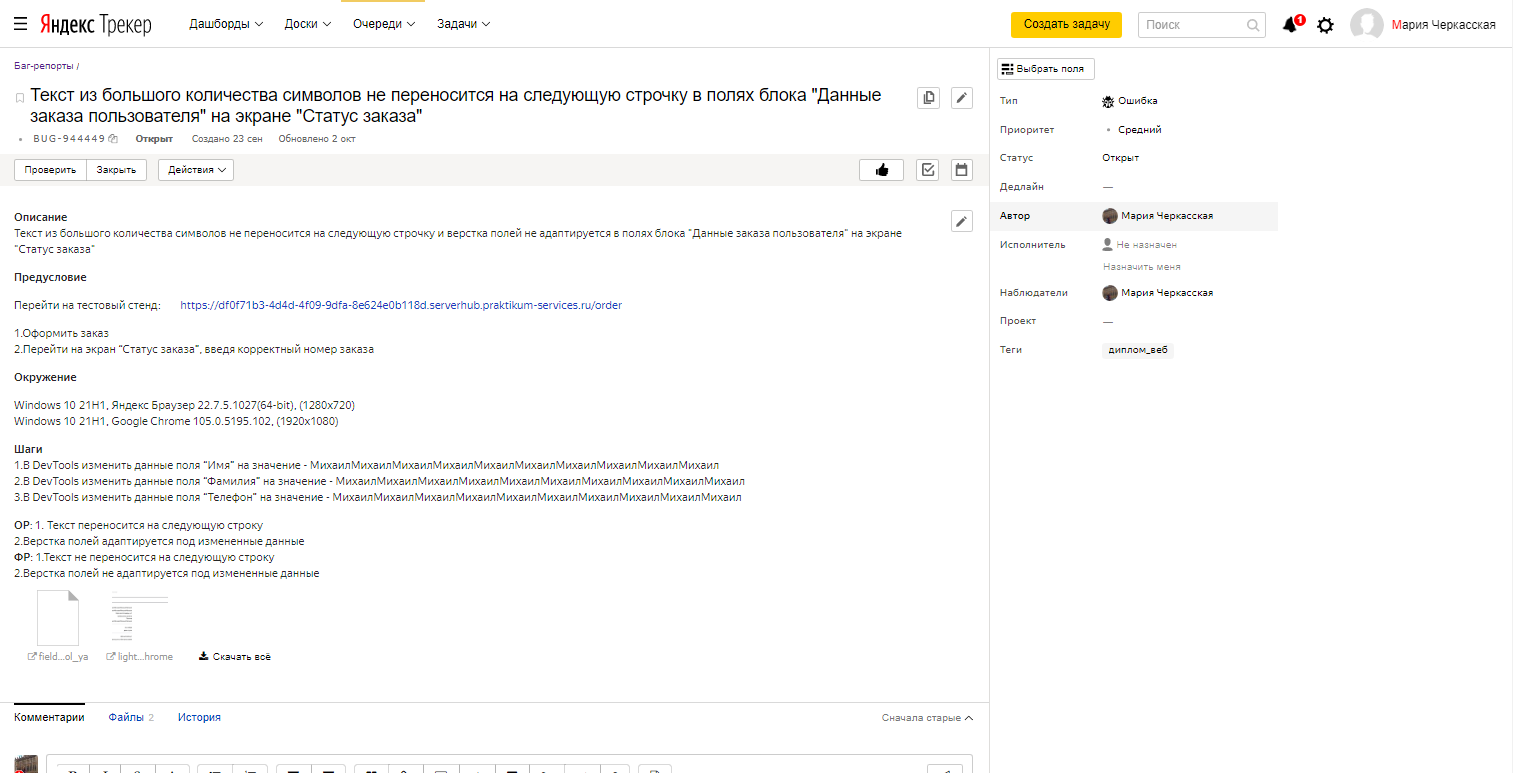 Яндекс Трекер Дашборды Доски Очереди Задачи Создать задачу Поиск 1 Мария Черкасская
Баг-репорты /
Текст из большого количества символов не переносится на следующую строчку в полях блока "Данные
заказа пользователя" на экране "Статус заказа"
BUG-944449 Открыт Создано 23 сен Обновлено 2 окт
Проверить Закрыть Действия
Описание
Текст из большого количества символов не переносится на следующую строчку и верстка полей не адаптируется в полях блока "Данные заказа пользователя" на экране
"Статус заказа"
Предусловие
Перейти на тестовый стенд: https://df0f71b3-4d4d-4f09-9dfa-8e624e0b118d.serverhub.praktikum-services.ru/order
1.Оформить заказ
2.Перейти на экран “Статус заказа”, введя корректный номер заказа
Окружение
Windows 10 21H1, Яндекс Браузер 22.7.5.1027(64-bit), (1280x720)
Windows 10 21H1, Google Chrome 105.0.5195.102, (1920x1080)
Шаги
1.В DevTools изменить данные поля “Имя” на значение - МихаилМихаилМихаилМихаилМихаилМихаилМихаилМихаилМихаилМихаил
2.В DevTools изменить данные поля “Фамилия” на значение - МихаилМихаилМихаилМихаилМихаилМихаилМихаилМихаилМихаилМихаил
3.В DevTools изменить данные поля “Телефон” на значение - МихаилМихаилМихаилМихаилМихаилМихаилМихаилМихаилМихаилМихаил
ОР: 1. Текст переносится на следующую строку
2.Верстка полей адаптируется под измененные данные
ФР: 1.Текст не переносится на следующую строку
2.Верстка полей не адаптируется под измененные данные
field...ol_ya light...hrome Скачать всё
Комментарии Файлы 2 История Сначала старые
Выбрать поля
Тип Ошибка
Приоритет Средний
Статус Открыт
Дедлайн —
Автор Мария Черкасская
Исполнитель Не назначен
Назначить меня
Наблюдатели Мария Черкасская
Проект —
Теги диплом_веб